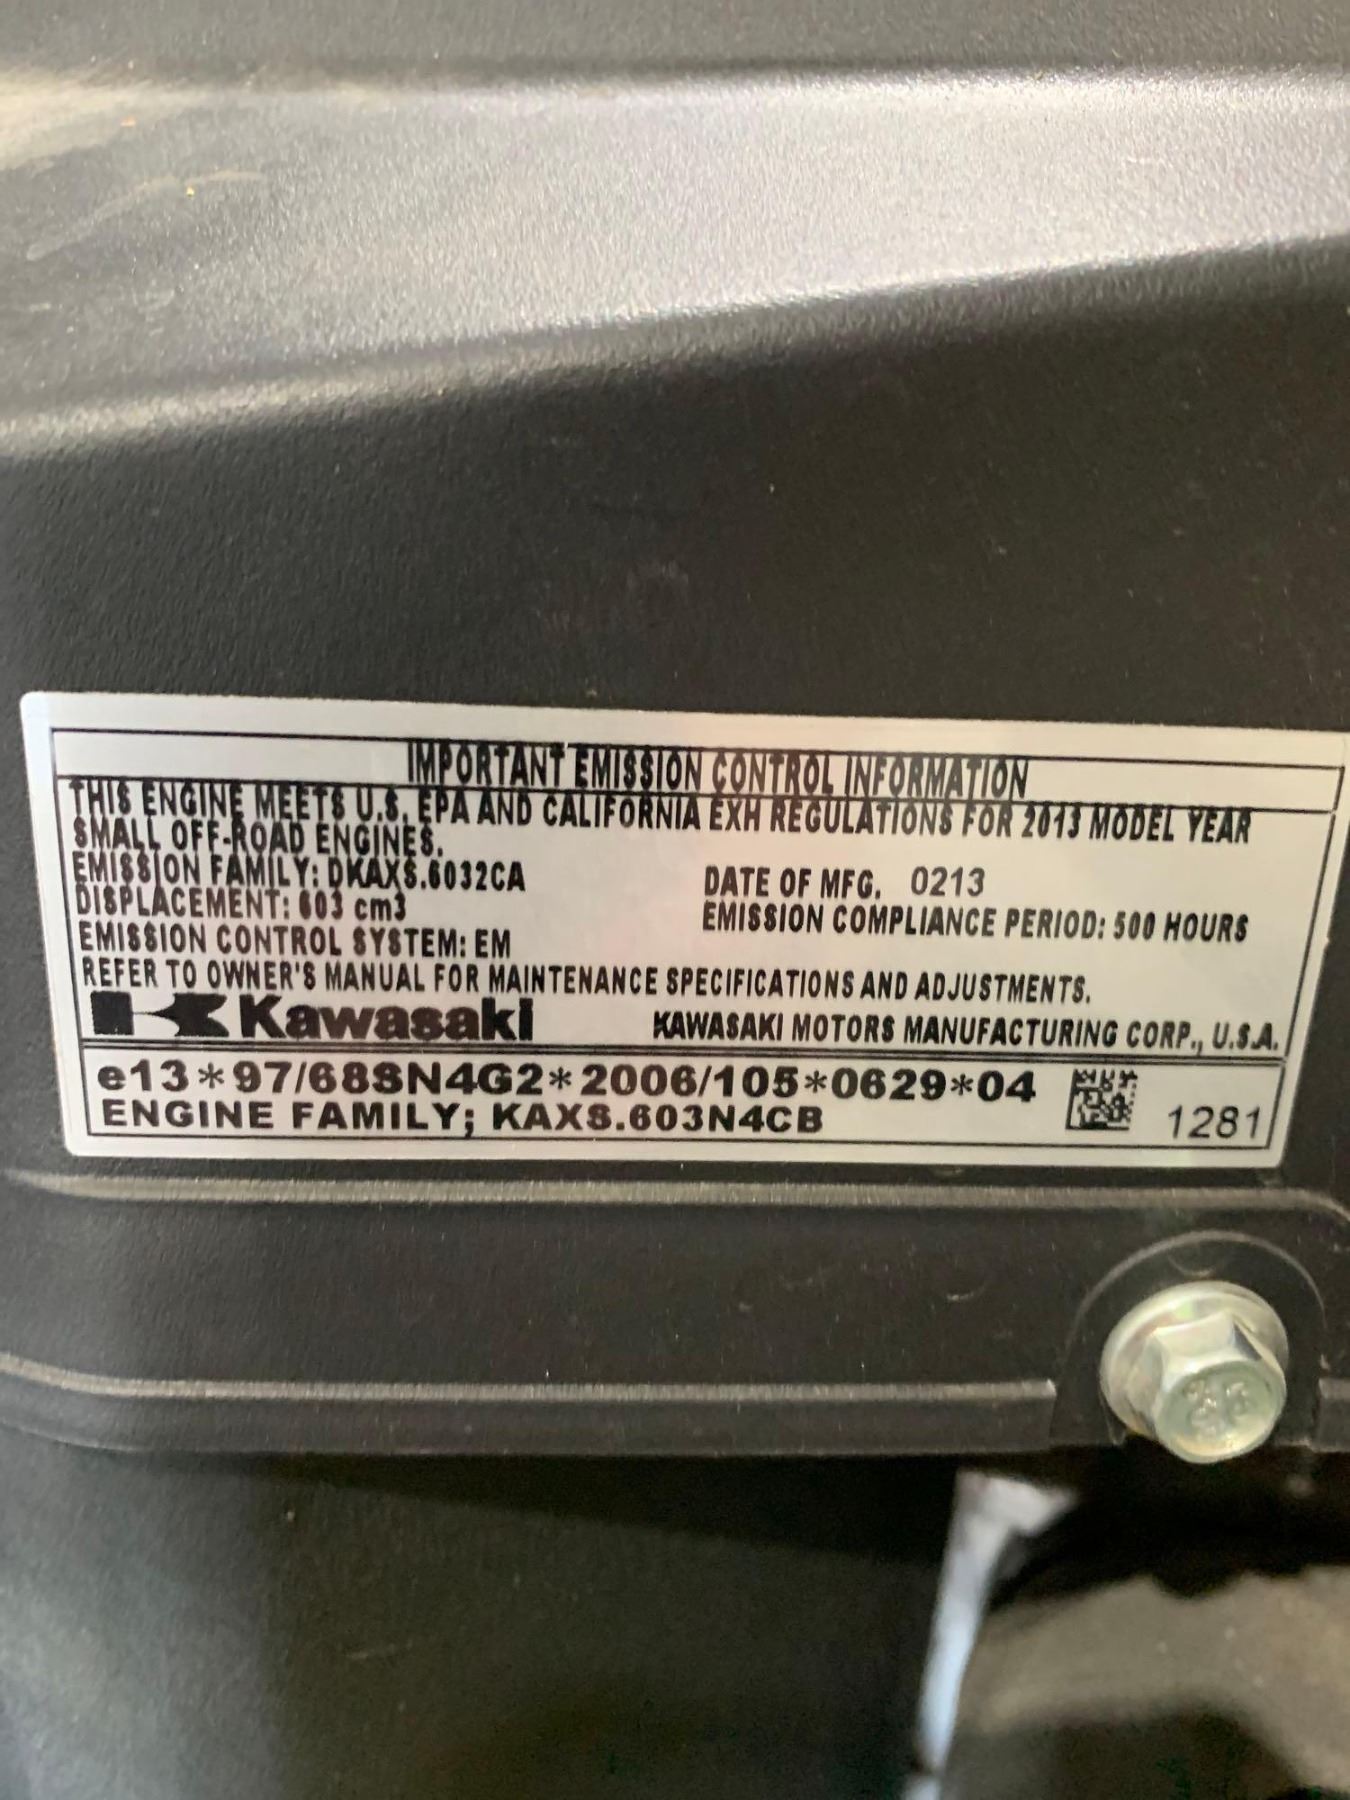 IMPORTANT EMISSION CONTROL INFORMATION
THIS ENGINE MEETS U.S. EPA AND CALIFORNIA EXH REGULATIONS FOR 2013 MODEL YEAR
SMALL OFF-ROAD ENGINES.
EMISSION FAMILY: DKAXS.6032CA
DISPLACEMENT: 603 cm3
DATE OF MFG. 0213
EMISSION COMPLIANCE PERIOD: 500 HOURS
EMISSION CONTROL SYSTEM: EM
REFER TO OWNER'S MANUAL FOR MAINTENANCE SPECIFICATIONS AND ADJUSTMENTS.
Kawasaki KAWASAKI MOTORS MANUFACTURING CORP., U.S.A.
e13*97/68SN4G2*2006/105*0629*04
ENGINE FAMILY; KAXS.603N4CB
1281